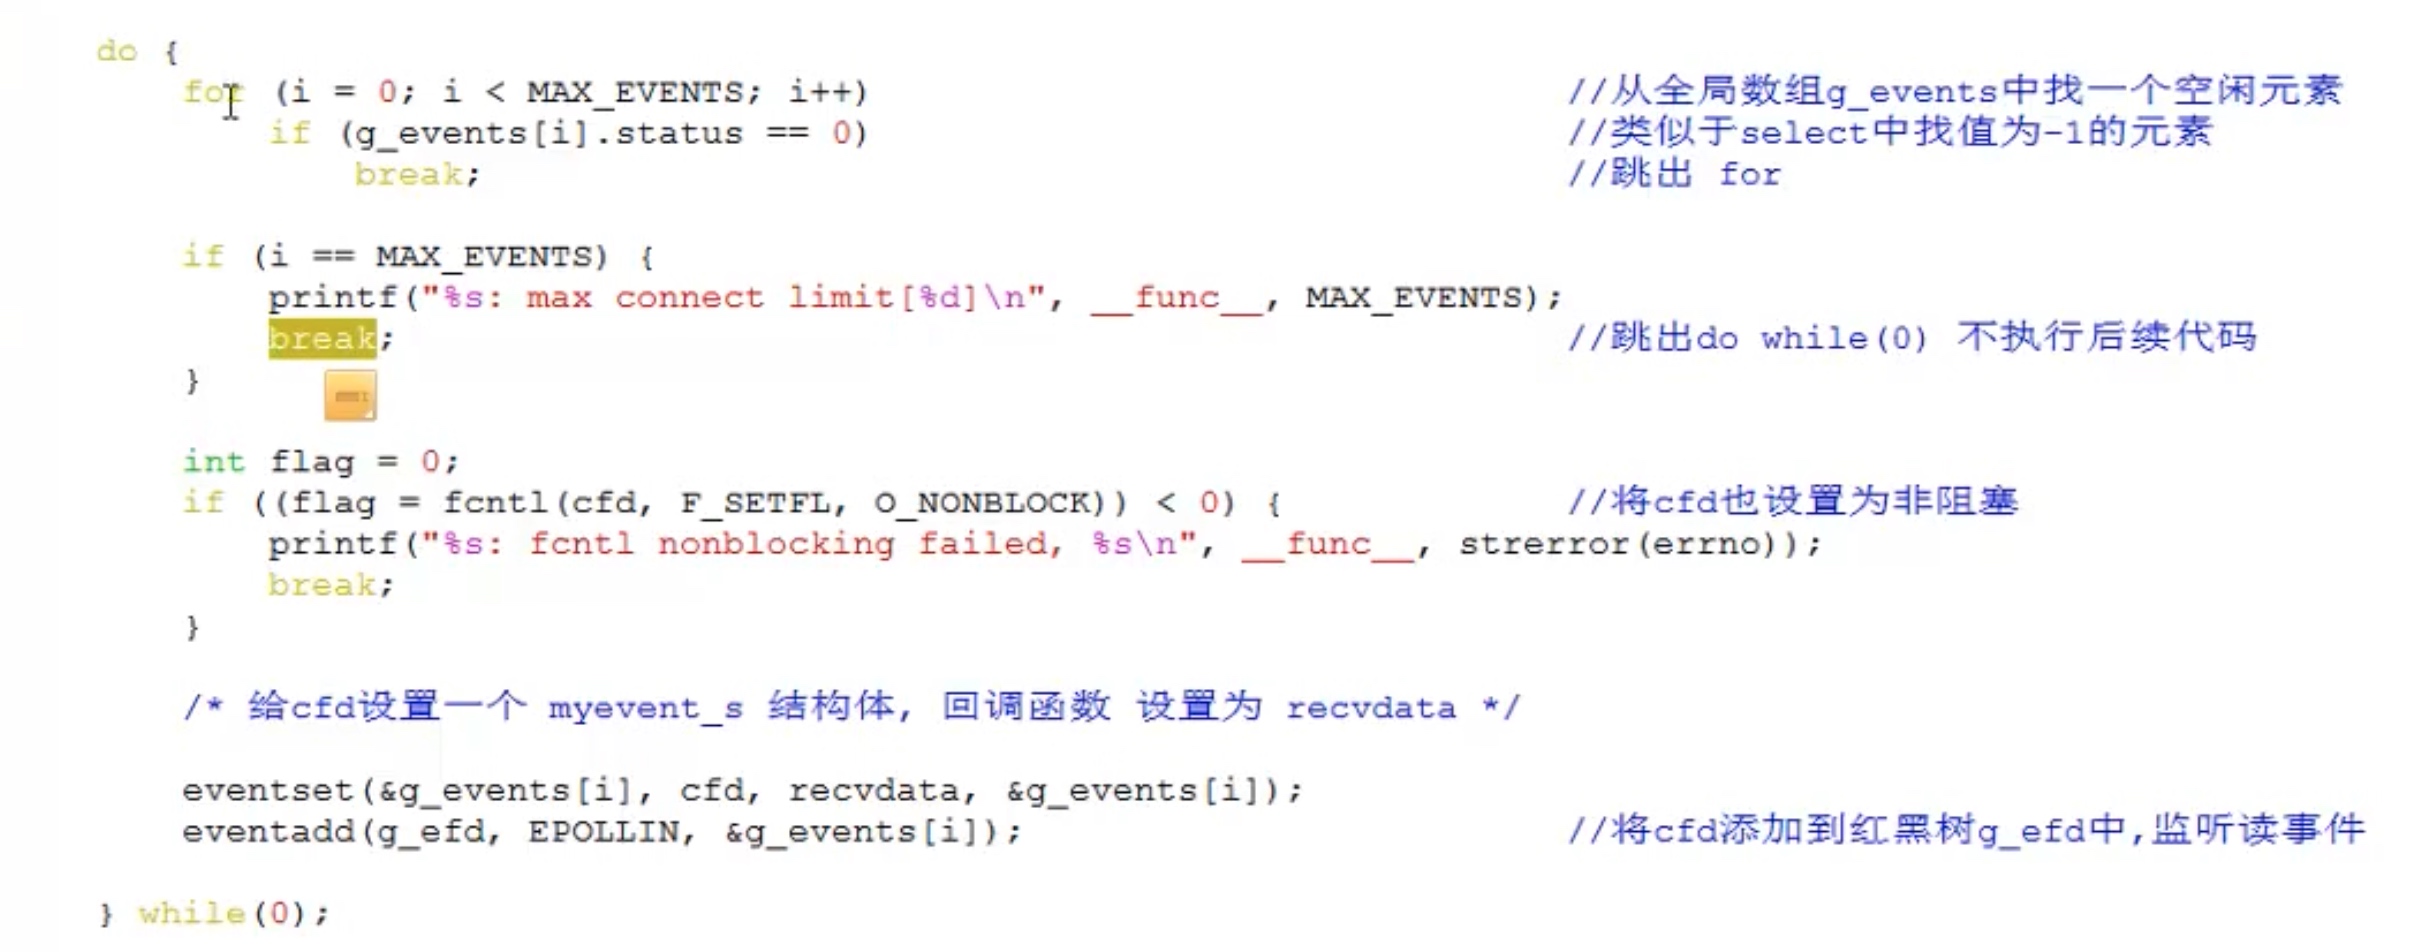 do {
for (i = 0; i < MAX_EVENTS; i++) //从全局数组g_events中找一个空闲元素
if (g_events[i].status == 0) //类似于select中找值为-1的元素
break; //跳出 for
if (i == MAX_EVENTS) {
printf("%s: max connect limit[%d]\n", __func__, MAX_EVENTS);
break; //跳出do while(0) 不执行后续代码
}
int flag = 0;
if ((flag = fcntl(cfd, F_SETFL, O_NONBLOCK)) < 0) { //将cfd也设置为非阻塞
printf("%s: fcntl nonblocking failed, %s\n", __func__, strerror(errno));
break;
}
/* 给cfd设置一个 myevent_s 结构体, 回调函数 设置为 recvdata */
eventset(&g_events[i], cfd, recvdata, &g_events[i]);
eventadd(g_efd, EPOLLIN, &g_events[i]); //将cfd添加到红黑树g_efd中,监听读事件
} while(0);